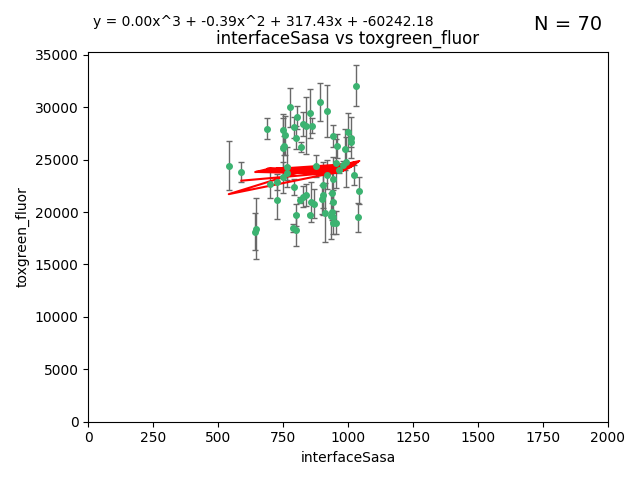 y = 0.00x^3 + -0.39x^2 + 317.43x + -60242.18
N = 70
interfaceSasa vs toxgreen_fluor
35000
30000
25000
20000
15000
10000
5000
0
toxgreen_fluor
0 250 500 750 1000 1250 1500 1750 2000
interfaceSasa